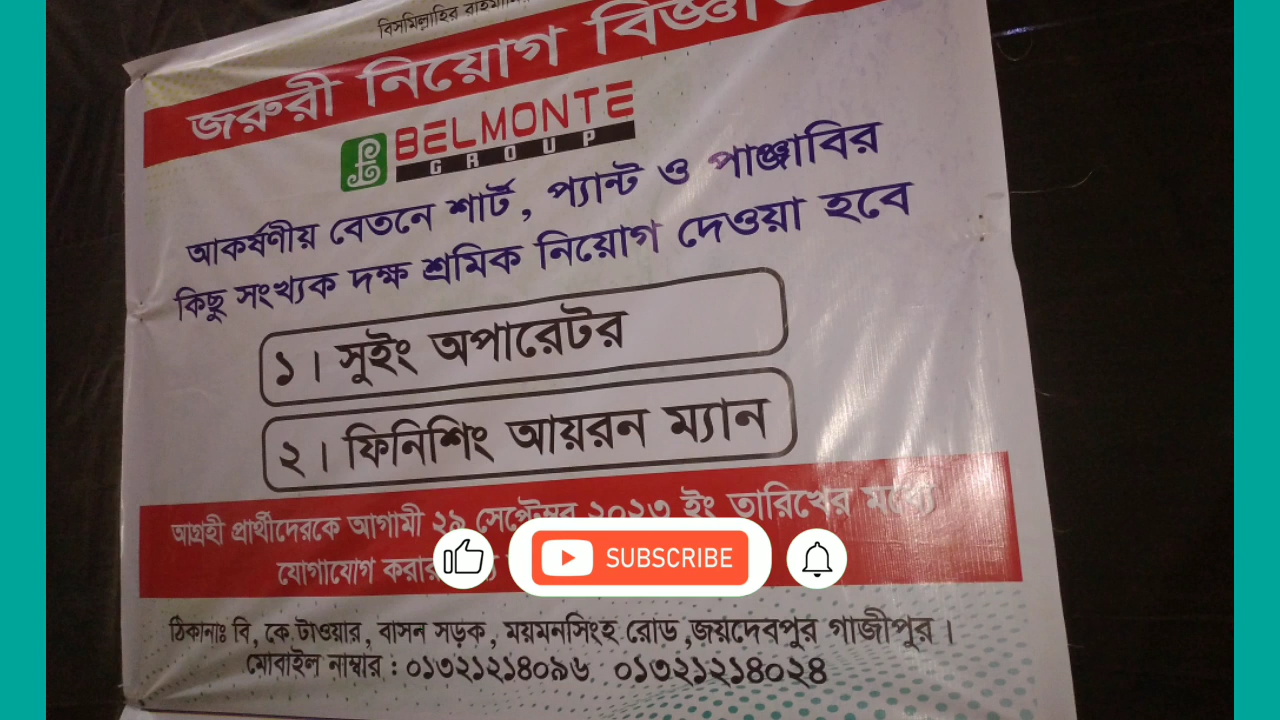 বিসমিল্লাহির রাহমানির
জরুরী নিয়োগ
BELMONTE
GROUP
আকর্ষণীয় বেতনে শার্ট, প্যান্ট ও পাঞ্জাবির
কিছু সংখ্যক দক্ষ শ্রমিক নিয়োগ দেওয়া হবে
১। সুইং অপারেটর
২। ফিনিশিং আয়রন ম্যান
আগ্রহী প্রার্থীদেরকে আগামী ২৯ সেপ্টেম্বর ২০২৩ ইং তারিখের মধ্যে
যোগাযোগ
SUBSCRIBE
ঠিকানাঃ বি, কে টাওয়ার, বাসন সড়ক, ময়মনসিংহ রোড ,জয়দেবপুর গাজীপুর।
মোবাইল নাম্বার : ০১৩২১২১৪০৯৬, ০১৩২১২১৪০২৪